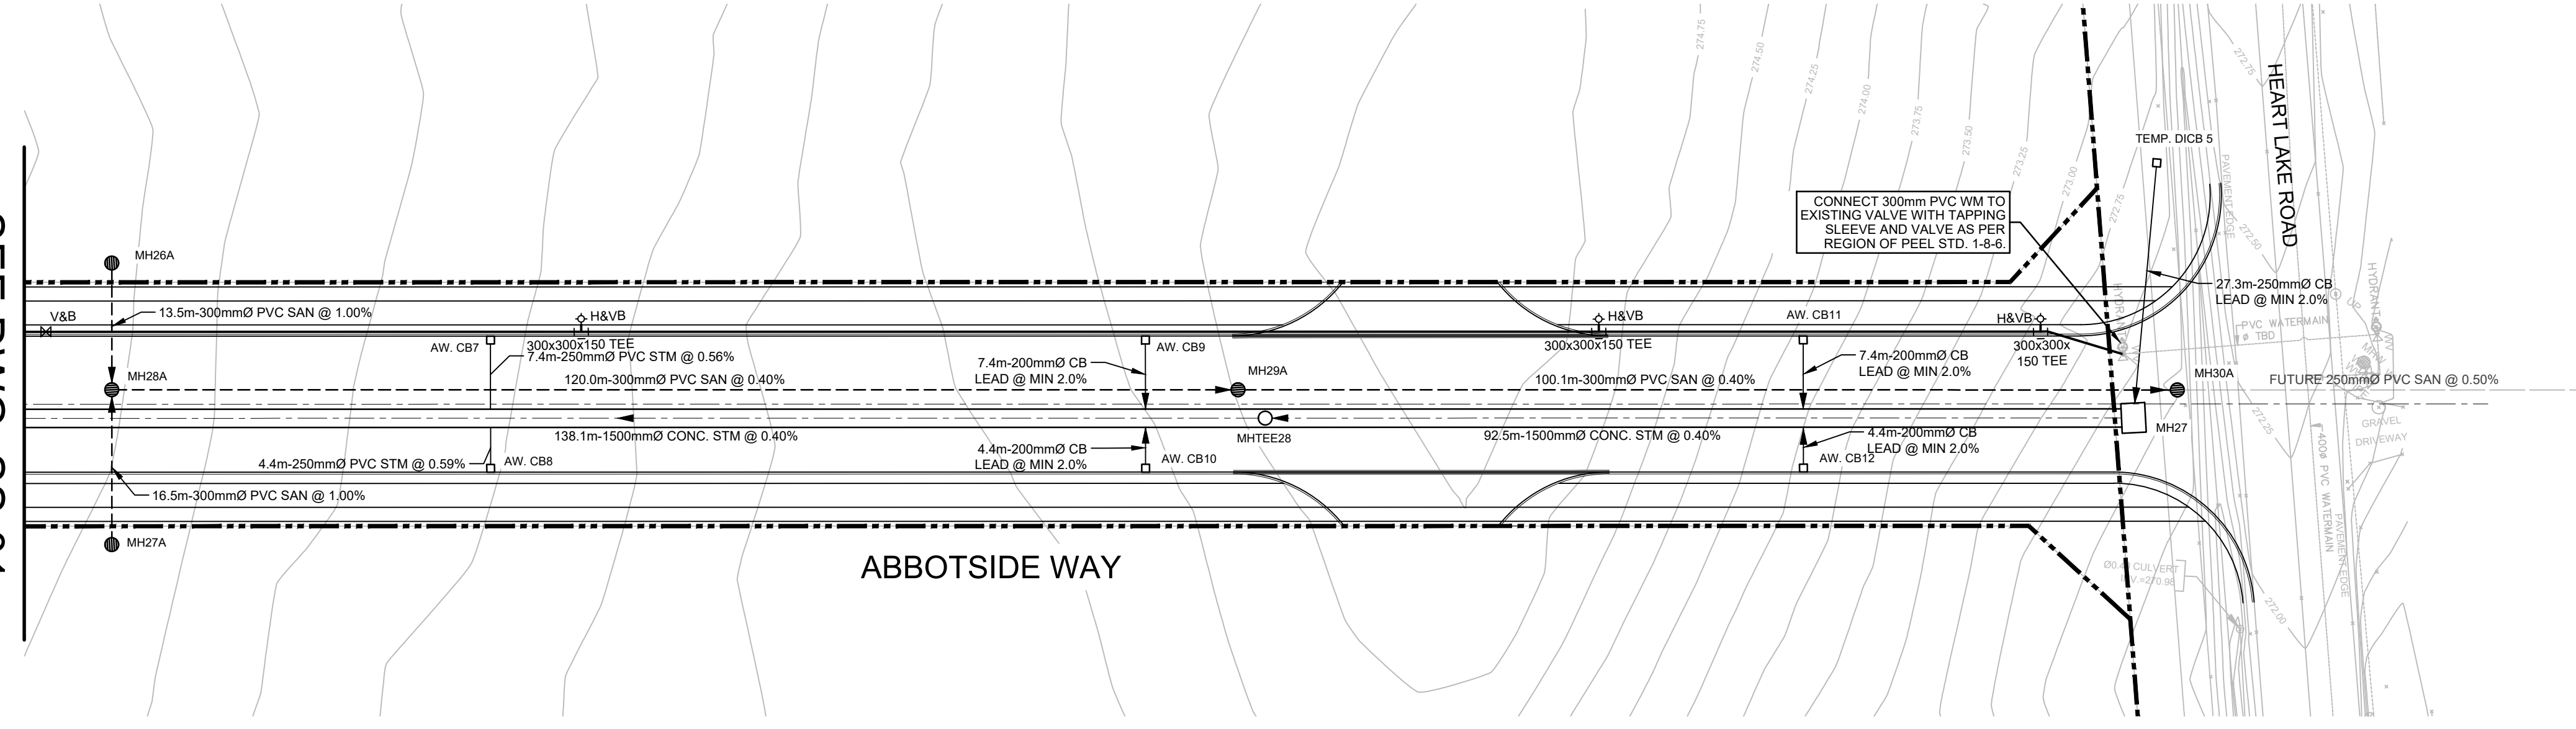 274.75
274.50
274.25
274.00
273.75
273.50
273.25
273.00
272.75
272.75
HEART LAKE ROAD
TEMP. DICB 5
PAVEMENT EDGE
272.50
CONNECT 300mm PVC WM TO
EXISTING VALVE WITH TAPPING
SLEEVE AND VALVE AS PER
REGION OF PEEL STD. 1-8-6.
MH26A
27.3m-250mmØ CB
LEAD @ MIN 2.0%
HYDRANT
HYDRANT
UP
V&B
13.5m-300mmØ PVC SAN @ 1.00%
H&VB
H&VB
AW. CB11
H&VB
PVC WATERMAIN
ø TBD
AW. CB7
300x300x150 TEE
7.4m-250mmØ PVC STM @ 0.56%
AW. CB9
300x300x150 TEE
300x300x
150 TEE
7.4m-200mmØ CB
LEAD @ MIN 2.0%
7.4m-200mmØ CB
LEAD @ MIN 2.0%
MH28A
120.0m-300mmØ PVC SAN @ 0.40%
MH29A
100.1m-300mmØ PVC SAN @ 0.40%
MH30A
FUTURE 250mmØ PVC SAN @ 0.50%
138.1m-1500mmØ CONC. STM @ 0.40%
MHTEE28
92.5m-1500mmØ CONC. STM @ 0.40%
MH27
272.25
GRAVEL
DRIVEWAY
4.4m-250mmØ PVC STM @ 0.59%
AW. CB8
4.4m-200mmØ CB
LEAD @ MIN 2.0%
AW. CB10
4.4m-200mmØ CB
LEAD @ MIN 2.0%
AW. CB12
400ø PVC WATERMAIN
16.5m-300mmØ PVC SAN @ 1.00%
PAVEMENT EDGE
MH27A
ABBOTSIDE WAY
CULVERT
272.00